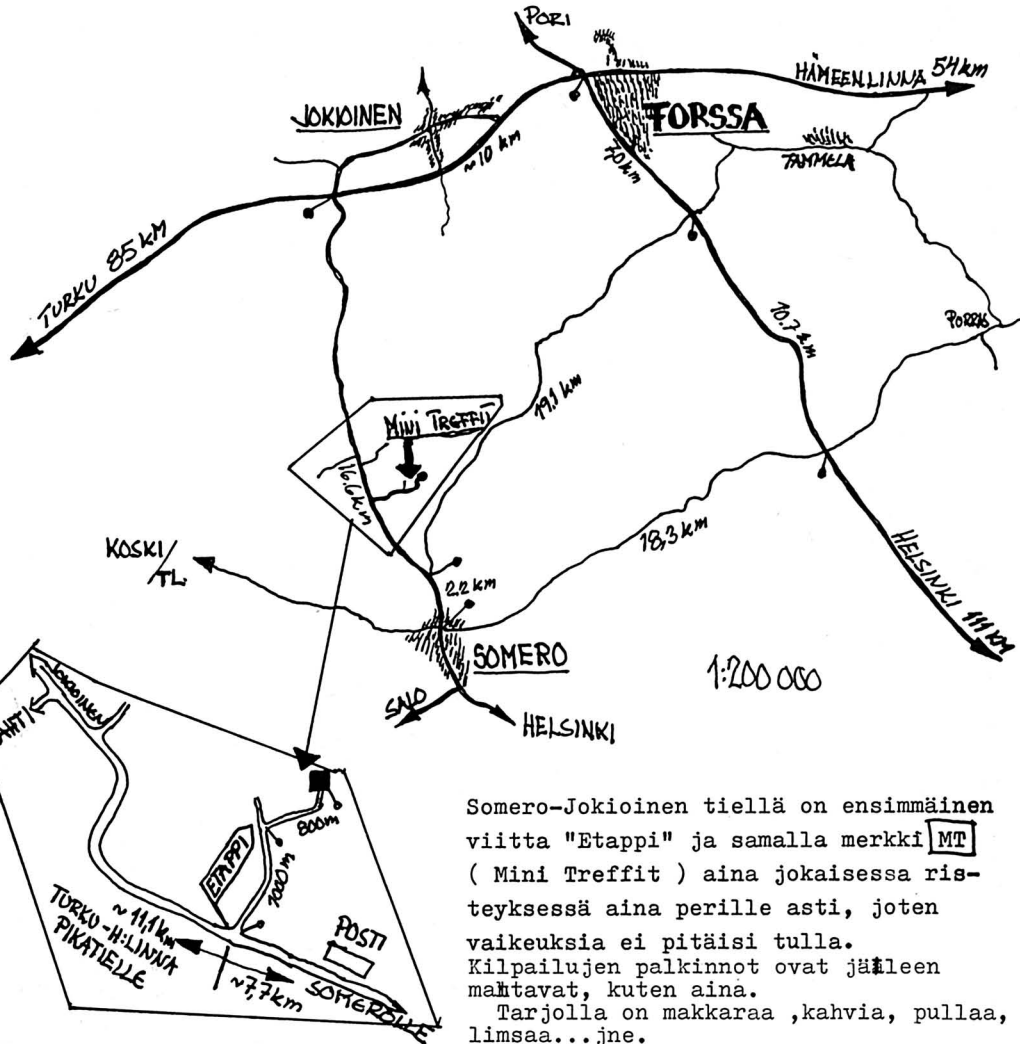 PORI
HÄMEENLINNA 54 km
JOKIOINEN
FORSSA
~10 km
7,0 km
TAMMELA
TURKU 85 KM
10.7 km
PORRAS
19,1 km
MINI TREFFIT
16.6 km
KOSKI/
TL.
18,3 km
2,2 km
HELSINKI 111 KM
SOMERO
1:200 000
SALO
HELSINKI
JOKIOINEN
800m
ETAPPI
1000m
~ 11,1 km
TURKU-H:LINNA
PIKATIELLE
POSTI
~7,7km
SOMEROLLE
Somero-Jokioinen tiellä on ensimmäinen
viitta "Etappi" ja samalla merkki MT
( Mini Treffit ) aina jokaisessa ris-
teyksessä aina perille asti, joten
vaikeuksia ei pitäisi tulla.
Kilpailujen palkinnot ovat jälleen
mahtavat, kuten aina.
Tarjolla on makkaraa ,kahvia, pullaa,
limsaa...jne.